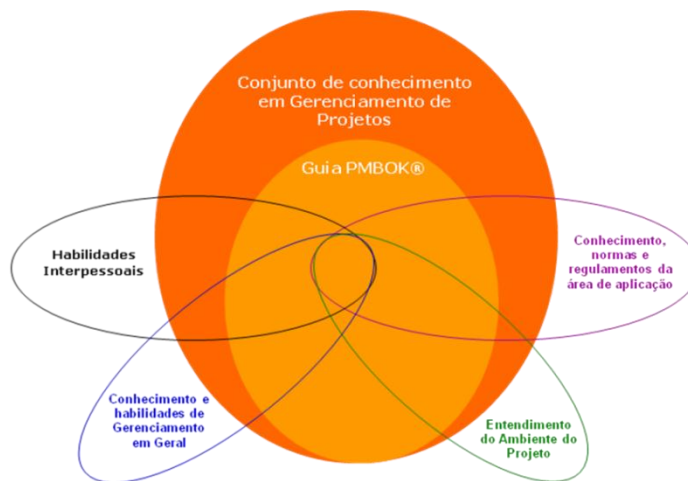 Conjunto de conhecimento
em Gerenciamento de
Projetos
Guia PMBOK®
Habilidades
Interpessoais
Conhecimento,
normas e
regulamentos da
área de aplicação
Conhecimento e
habilidades de
Gerenciamento
em Geral
Entendimento
do Ambiente do
Projeto